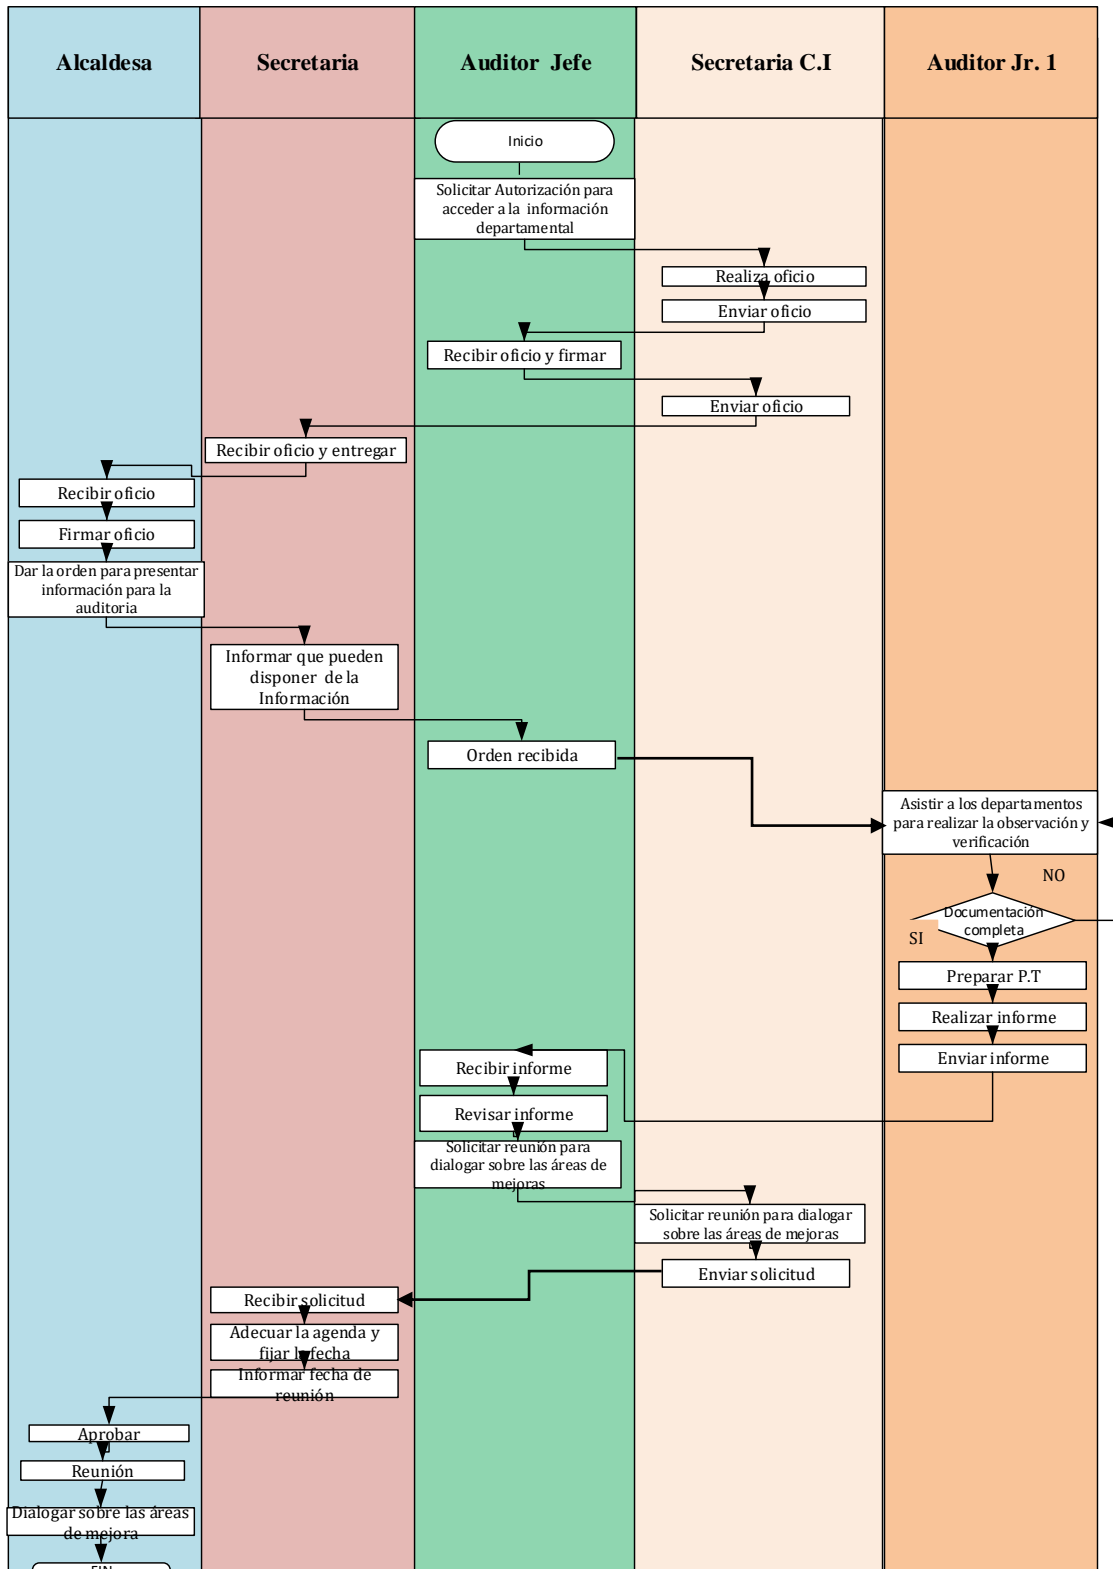 Alcaldesa
Secretaria
Auditor Jefe
Secretaria C.I
Auditor Jr. 1
Inicio
Solicitar Autorización para
acceder a la información
departamental
Realiza oficio
Enviar oficio
Recibir oficio y firmar
Enviar oficio
Recibir oficio y entregar
Recibir oficio
Firmar oficio
Dar la orden para presentar
información para la
auditoria
Informar que pueden
disponer de la
Información
Orden recibida
Asistir a los departamentos
para realizar la observación y
verificación
NO
Documentación
completa
SI
Preparar P.T
Realizar informe
Enviar informe
Recibir informe
Revisar informe
Solicitar reunión para
dialogar sobre las áreas de
mejoras
Solicitar reunión para dialogar
sobre las áreas de mejoras
Enviar solicitud
Recibir solicitud
Adecuar la agenda y
fijar la fecha
Informar fecha de
reunión
Aprobar
Reunión
Dialogar sobre las áreas
de mejora
FIN